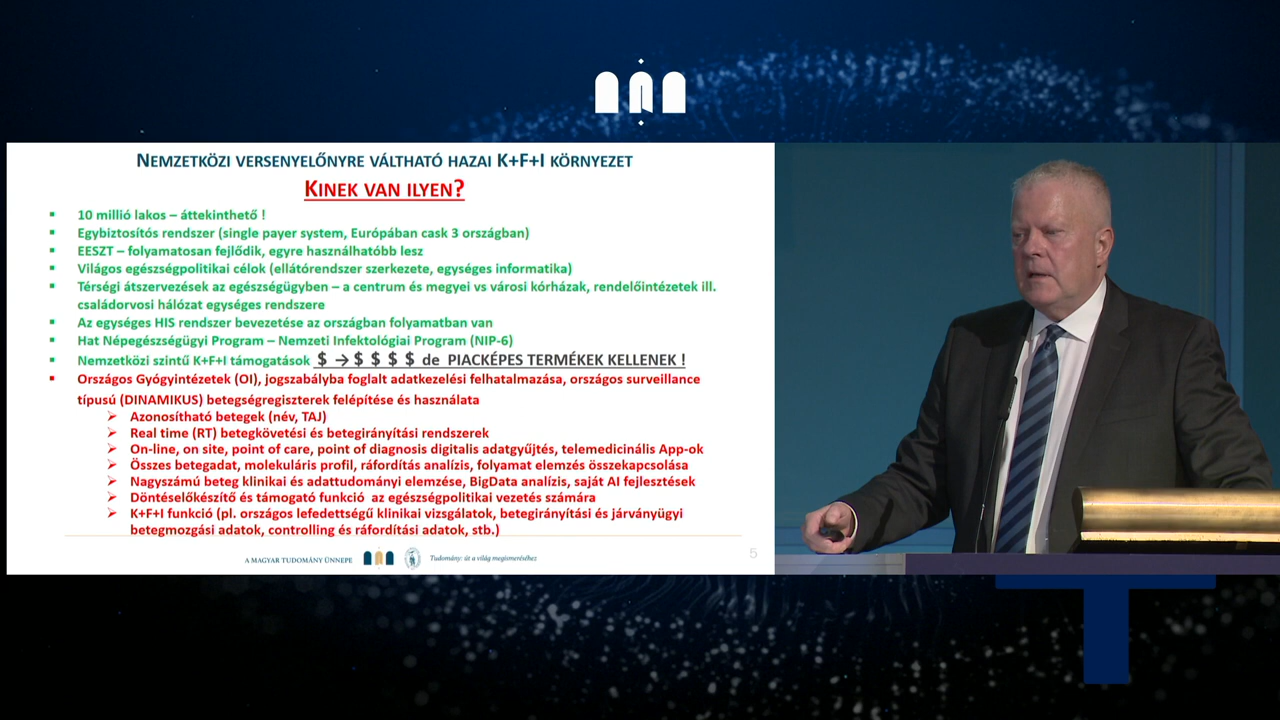 NEMZETKÖZI VERSENYELŐNYRE VÁLTHATÓ HAZAI K+F+I KÖRNYEZET
KINEK VAN ILYEN?
▪ 10 millió lakos – áttekinthető !
▪ Egybiztosítós rendszer (single payer system, Európában cask 3 országban)
▪ EESZT – folyamatosan fejlődik, egyre használhatóbb lesz
▪ Világos egészségpolitikai célok (ellátórendszer szerkezete, egységes informatika)
▪ Térségi átszervezések az egészségügyben – a centrum és megyei vs városi kórházak, rendelőintézetek ill.
családorvosi hálózat egységes rendszere
▪ Az egységes HIS rendszer bevezetése az országban folyamatban van
▪ Hat Népegészségügyi Program – Nemzeti Infektológiai Program (NIP-6)
▪ Nemzetközi szintű K+F+I támogatások $ → $ $ $ $ de PIACKÉPES TERMÉKEK KELLENEK !
▪ Országos Gyógyintézetek (OI), jogszabályba foglalt adatkezelési felhatalmazása, országos surveillance
típusú (DINAMIKUS) betegségregiszterek felépítése és használata
➢ Azonosítható betegek (név, TAJ)
➢ Real time (RT) betegkövetési és betegirányítási rendszerek
➢ On-line, on site, point of care, point of diagnosis digitalis adatgyűjtés, telemedicinális App-ok
➢ Összes betegadat, molekuláris profil, ráfordítás analízis, folyamat elemzés összekapcsolása
➢ Nagyszámú beteg klinikai és adattudományi elemzése, BigData analízis, saját AI fejlesztések
➢ Döntéselőkészítő és támogató funkció az egészségpolitikai vezetés számára
➢ K+F+I funkció (pl. országos lefedettségű klinikai vizsgálatok, betegirányítási és járványügyi
betegmozgási adatok, controlling és ráfordítási adatok, stb.)
A MAGYAR TUDOMÁNY ÜNNEPE
Tudomány: út a világ megismeréséhez
5